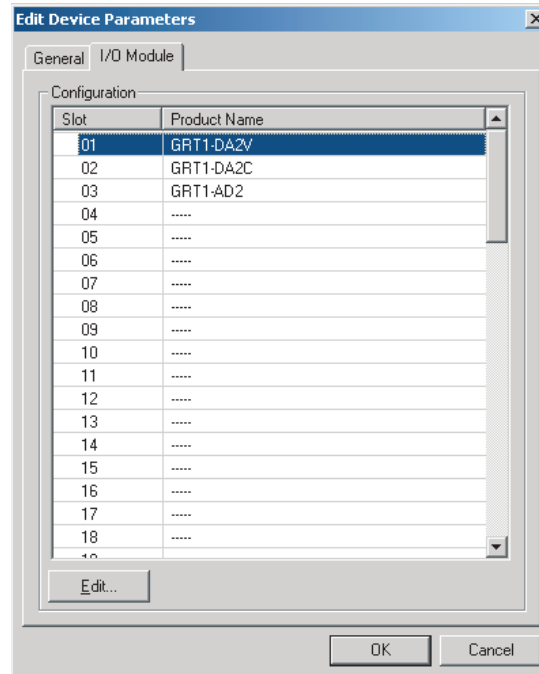 Edit Device Parameters
General I/O Module
Configuration
Slot Product Name
01 GRT1-DA2V
02 GRT1-DA2C
03 GRT1-AD2
04 -----
05 -----
06 -----
07 -----
08 -----
09 -----
10 -----
11 -----
12 -----
13 -----
14 -----
15 -----
16 -----
17 -----
18 -----
Edit...
OK Cancel